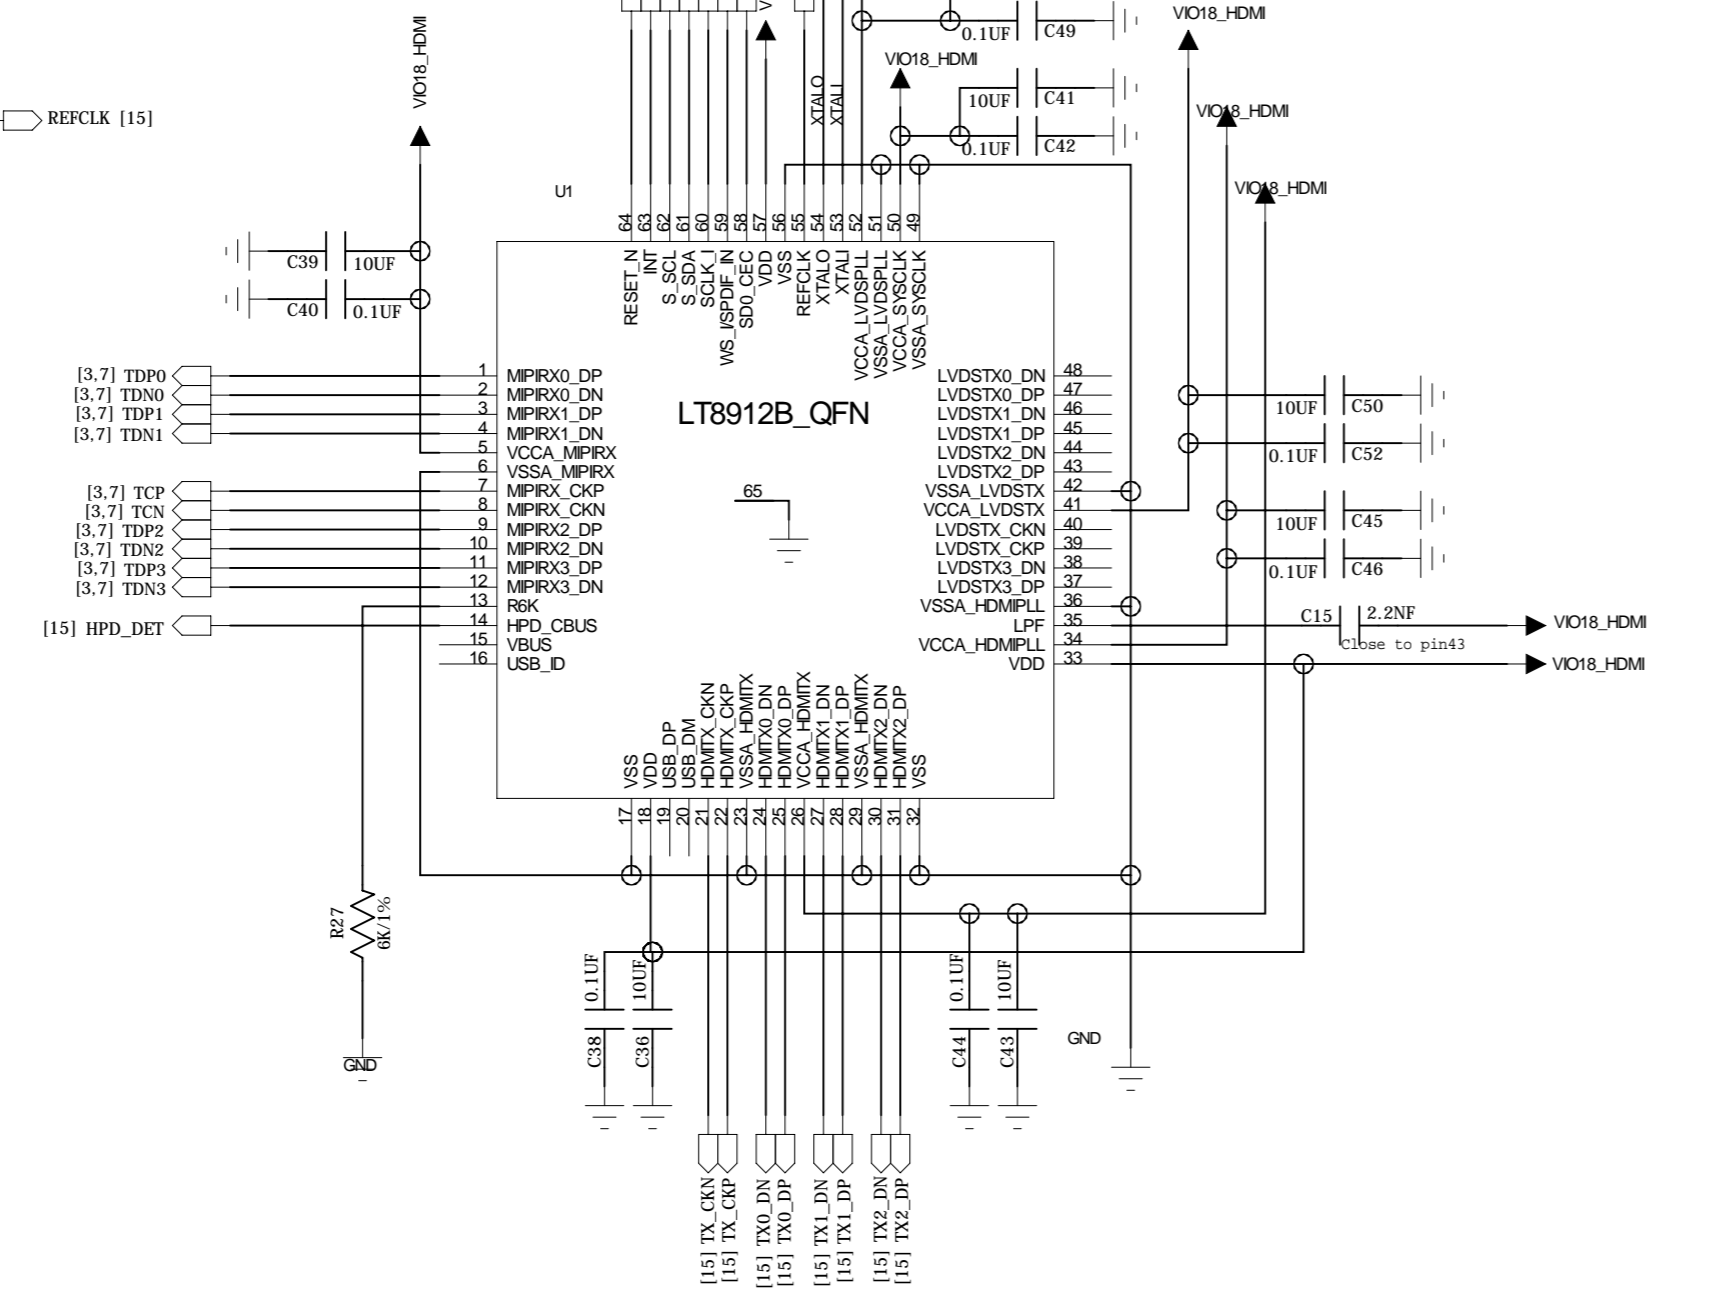 VIO18_HDMI
VIO18_HDMI
0.1UF
C49
VIO18_HDMI
REFCLK [15]
XTALO
XTALI
10UF
C41
0.1UF
C42
VIO18_HDMI
VIO18_HDMI
U1
C39
10UF
C40
0.1UF
64
63
62
61
60
59
58
57
56
55
54
53
52
51
50
49
RESET_N
INT
S_SCL
S_SDA
SCLK_I
WS_I/SPDIF_IN
SD0_CEC
VDD
VSS
REFCLK
XTALO
XTALI
VCCA_LVDSPLL
VSSA_LVDSPLL
VCCA_SYSCLK
VSSA_SYSCLK
LT8912B_QFN
65
[3,7] TDP0 1 MIPIRX0_DP
[3,7] TDN0 2 MIPIRX0_DN
[3,7] TDP1 3 MIPIRX1_DP
[3,7] TDN1 4 MIPIRX1_DN
5 VCCA_MIPIRX
6 VSSA_MIPIRX
[3,7] TCP 7 MIPIRX_CKP
[3,7] TCN 8 MIPIRX_CKN
[3,7] TDP2 9 MIPIRX2_DP
[3,7] TDN2 10 MIPIRX2_DN
[3,7] TDP3 11 MIPIRX3_DP
[3,7] TDN3 12 MIPIRX3_DN
13 R6K
[15] HPD_DET 14 HPD_CBUS
15 VBUS
16 USB_ID
LVDSTX0_DN 48
LVDSTX0_DP 47
LVDSTX1_DN 46
LVDSTX1_DP 45
LVDSTX2_DN 44
LVDSTX2_DP 43
VSSA_LVDSTX 42
VCCA_LVDSTX 41
LVDSTX_CKN 40
LVDSTX_CKP 39
LVDSTX3_DN 38
LVDSTX3_DP 37
VSSA_HDMIPLL 36
LPF 35
VCCA_HDMIPLL 34
VDD 33
10UF
C50
0.1UF
C52
10UF
C45
0.1UF
C46
C15
2.2NF
VIO18_HDMI
Close to pin43
VIO18_HDMI
VSS
VDD
USB_DP
USB_DM
HDMITX_CKN
HDMITX_CKP
VSSA_HDMITX
HDMITX0_DN
HDMITX0_DP
VCCA_HDMITX
HDMITX1_DN
HDMITX1_DP
VSSA_HDMITX
HDMITX2_DN
HDMITX2_DP
VSS
17
18
19
20
21
22
23
24
25
26
27
28
29
30
31
32
R27
6K/1%
GND
0.1UF
C38
10UF
C36
0.1UF
C44
10UF
C43
GND
[15] TX_CKN
[15] TX_CKP
[15] TX0_DN
[15] TX0_DP
[15] TX1_DN
[15] TX1_DP
[15] TX2_DN
[15] TX2_DP